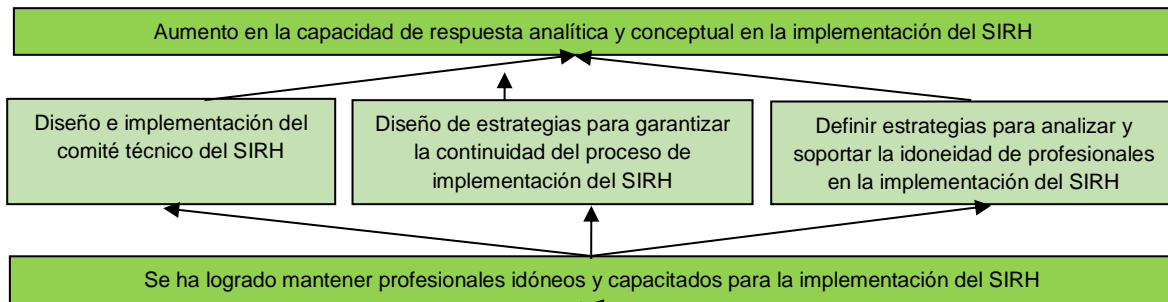 Aumento en la capacidad de respuesta analítica y conceptual en la implementación del SIRH
Diseño e implementación del
comité técnico del SIRH
Diseño de estrategias para garantizar
la continuidad del proceso de
implementación del SIRH
Definir estrategias para analizar y
soportar la idoneidad de profesionales
en la implementación del SIRH
Se ha logrado mantener profesionales idóneos y capacitados para la implementación del SIRH